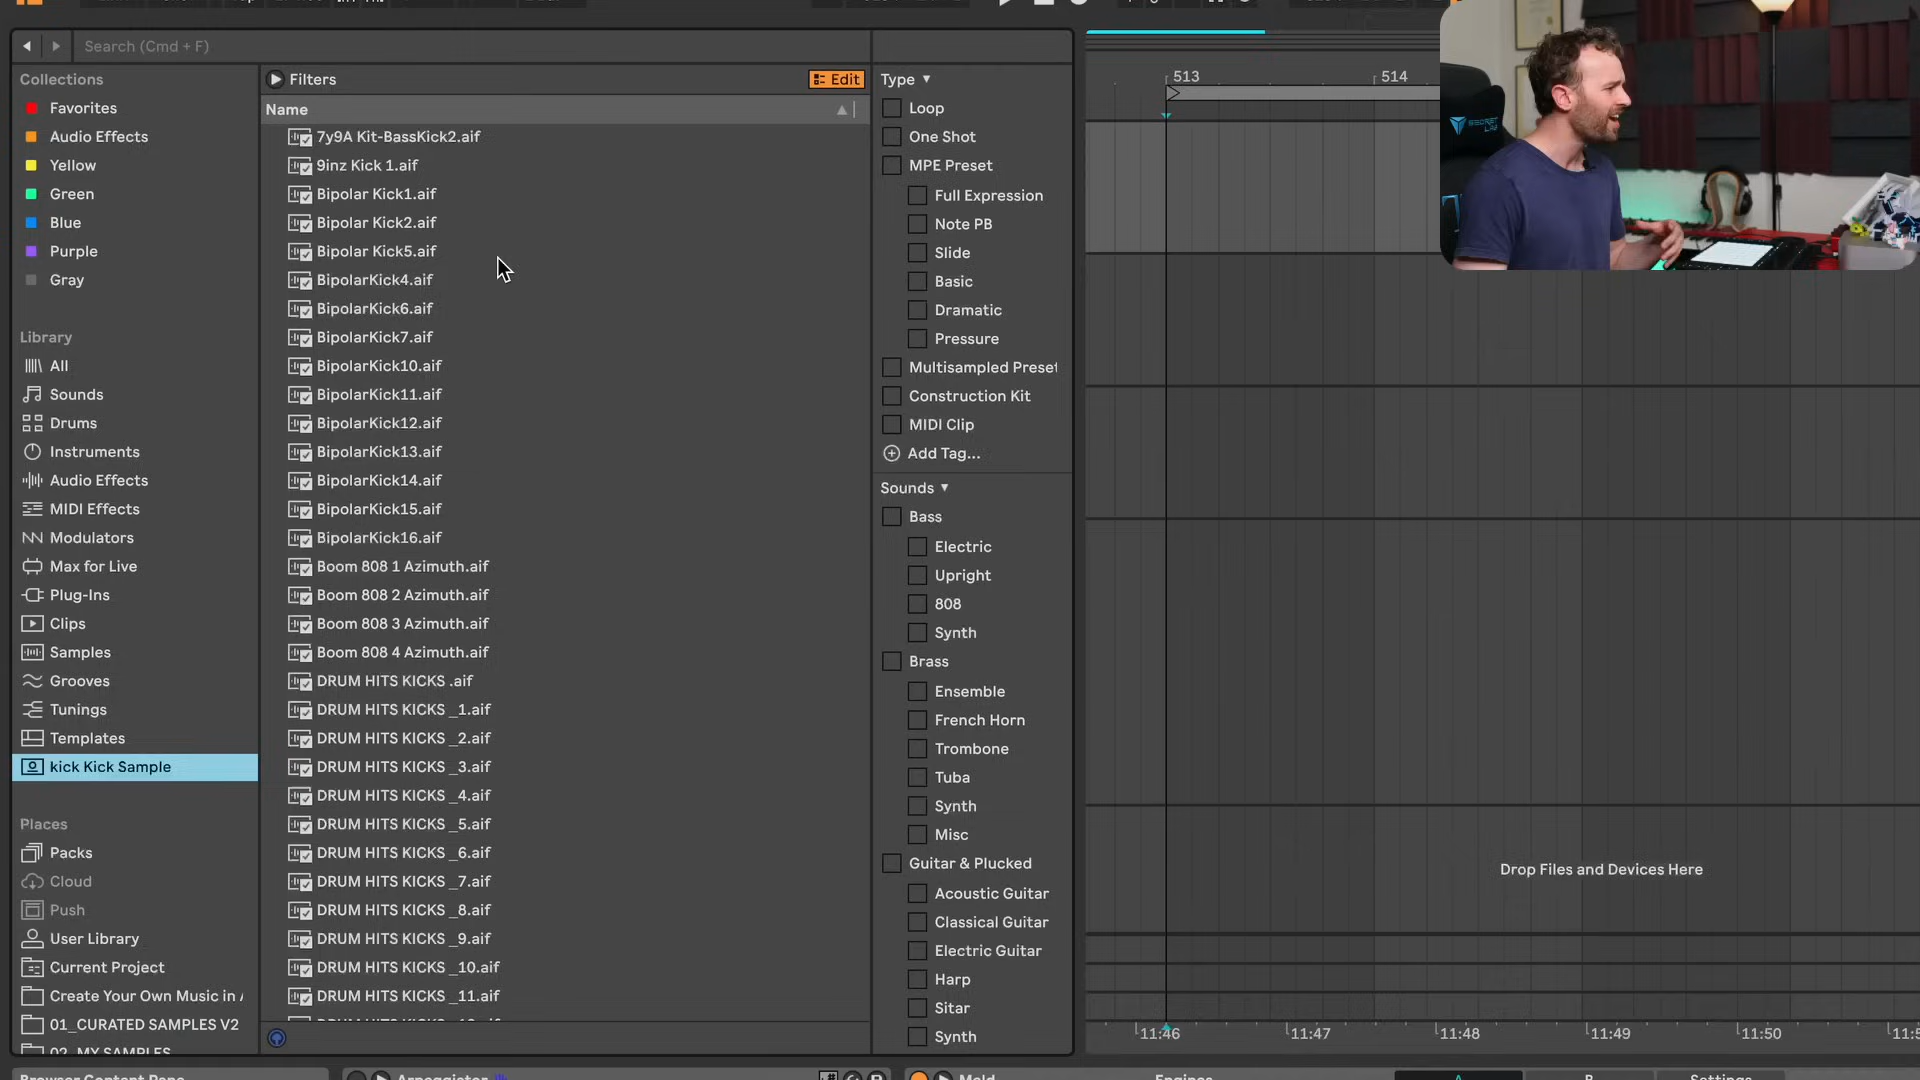 Search (Cmd + F)
Collections
Favorites
Audio Effects
Yellow
Green
Blue
Purple
Gray
Library
All
Sounds
Drums
Instruments
Audio Effects
MIDI Effects
Modulators
Max for Live
Plug-Ins
Clips
Samples
Grooves
Tunings
Templates
kick Kick Sample
Places
Packs
Cloud
Push
User Library
Current Project
Create Your Own Music in
01_CURATED SAMPLES V2
02_MY SAMPLES
Filters
Edit
Name
7y9A Kit-BassKick2.aif
9inz Kick 1.aif
Bipolar Kick1.aif
Bipolar Kick2.aif
Bipolar Kick5.aif
BipolarKick4.aif
BipolarKick6.aif
BipolarKick7.aif
BipolarKick10.aif
BipolarKick11.aif
BipolarKick12.aif
BipolarKick13.aif
BipolarKick14.aif
BipolarKick15.aif
BipolarKick16.aif
Boom 808 1 Azimuth.aif
Boom 808 2 Azimuth.aif
Boom 808 3 Azimuth.aif
Boom 808 4 Azimuth.aif
DRUM HITS KICKS .aif
DRUM HITS KICKS _1.aif
DRUM HITS KICKS _2.aif
DRUM HITS KICKS _3.aif
DRUM HITS KICKS _4.aif
DRUM HITS KICKS _5.aif
DRUM HITS KICKS _6.aif
DRUM HITS KICKS _7.aif
DRUM HITS KICKS _8.aif
DRUM HITS KICKS _9.aif
DRUM HITS KICKS _10.aif
DRUM HITS KICKS _11.aif
Type
Loop
One Shot
MPE Preset
Full Expression
Note PB
Slide
Basic
Dramatic
Pressure
Multisampled Preset
Construction Kit
MIDI Clip
Add Tag...
Sounds
Bass
Electric
Upright
808
Synth
Brass
Ensemble
French Horn
Trombone
Tuba
Synth
Misc
Guitar & Plucked
Acoustic Guitar
Classical Guitar
Electric Guitar
Harp
Sitar
Synth
513 514
SECRET LAB
Drop Files and Devices Here
11:46 11:47 11:48 11:49 11:50
Browser Content Pane
Arpeggiator
Meld
Engines
A
B
Settings